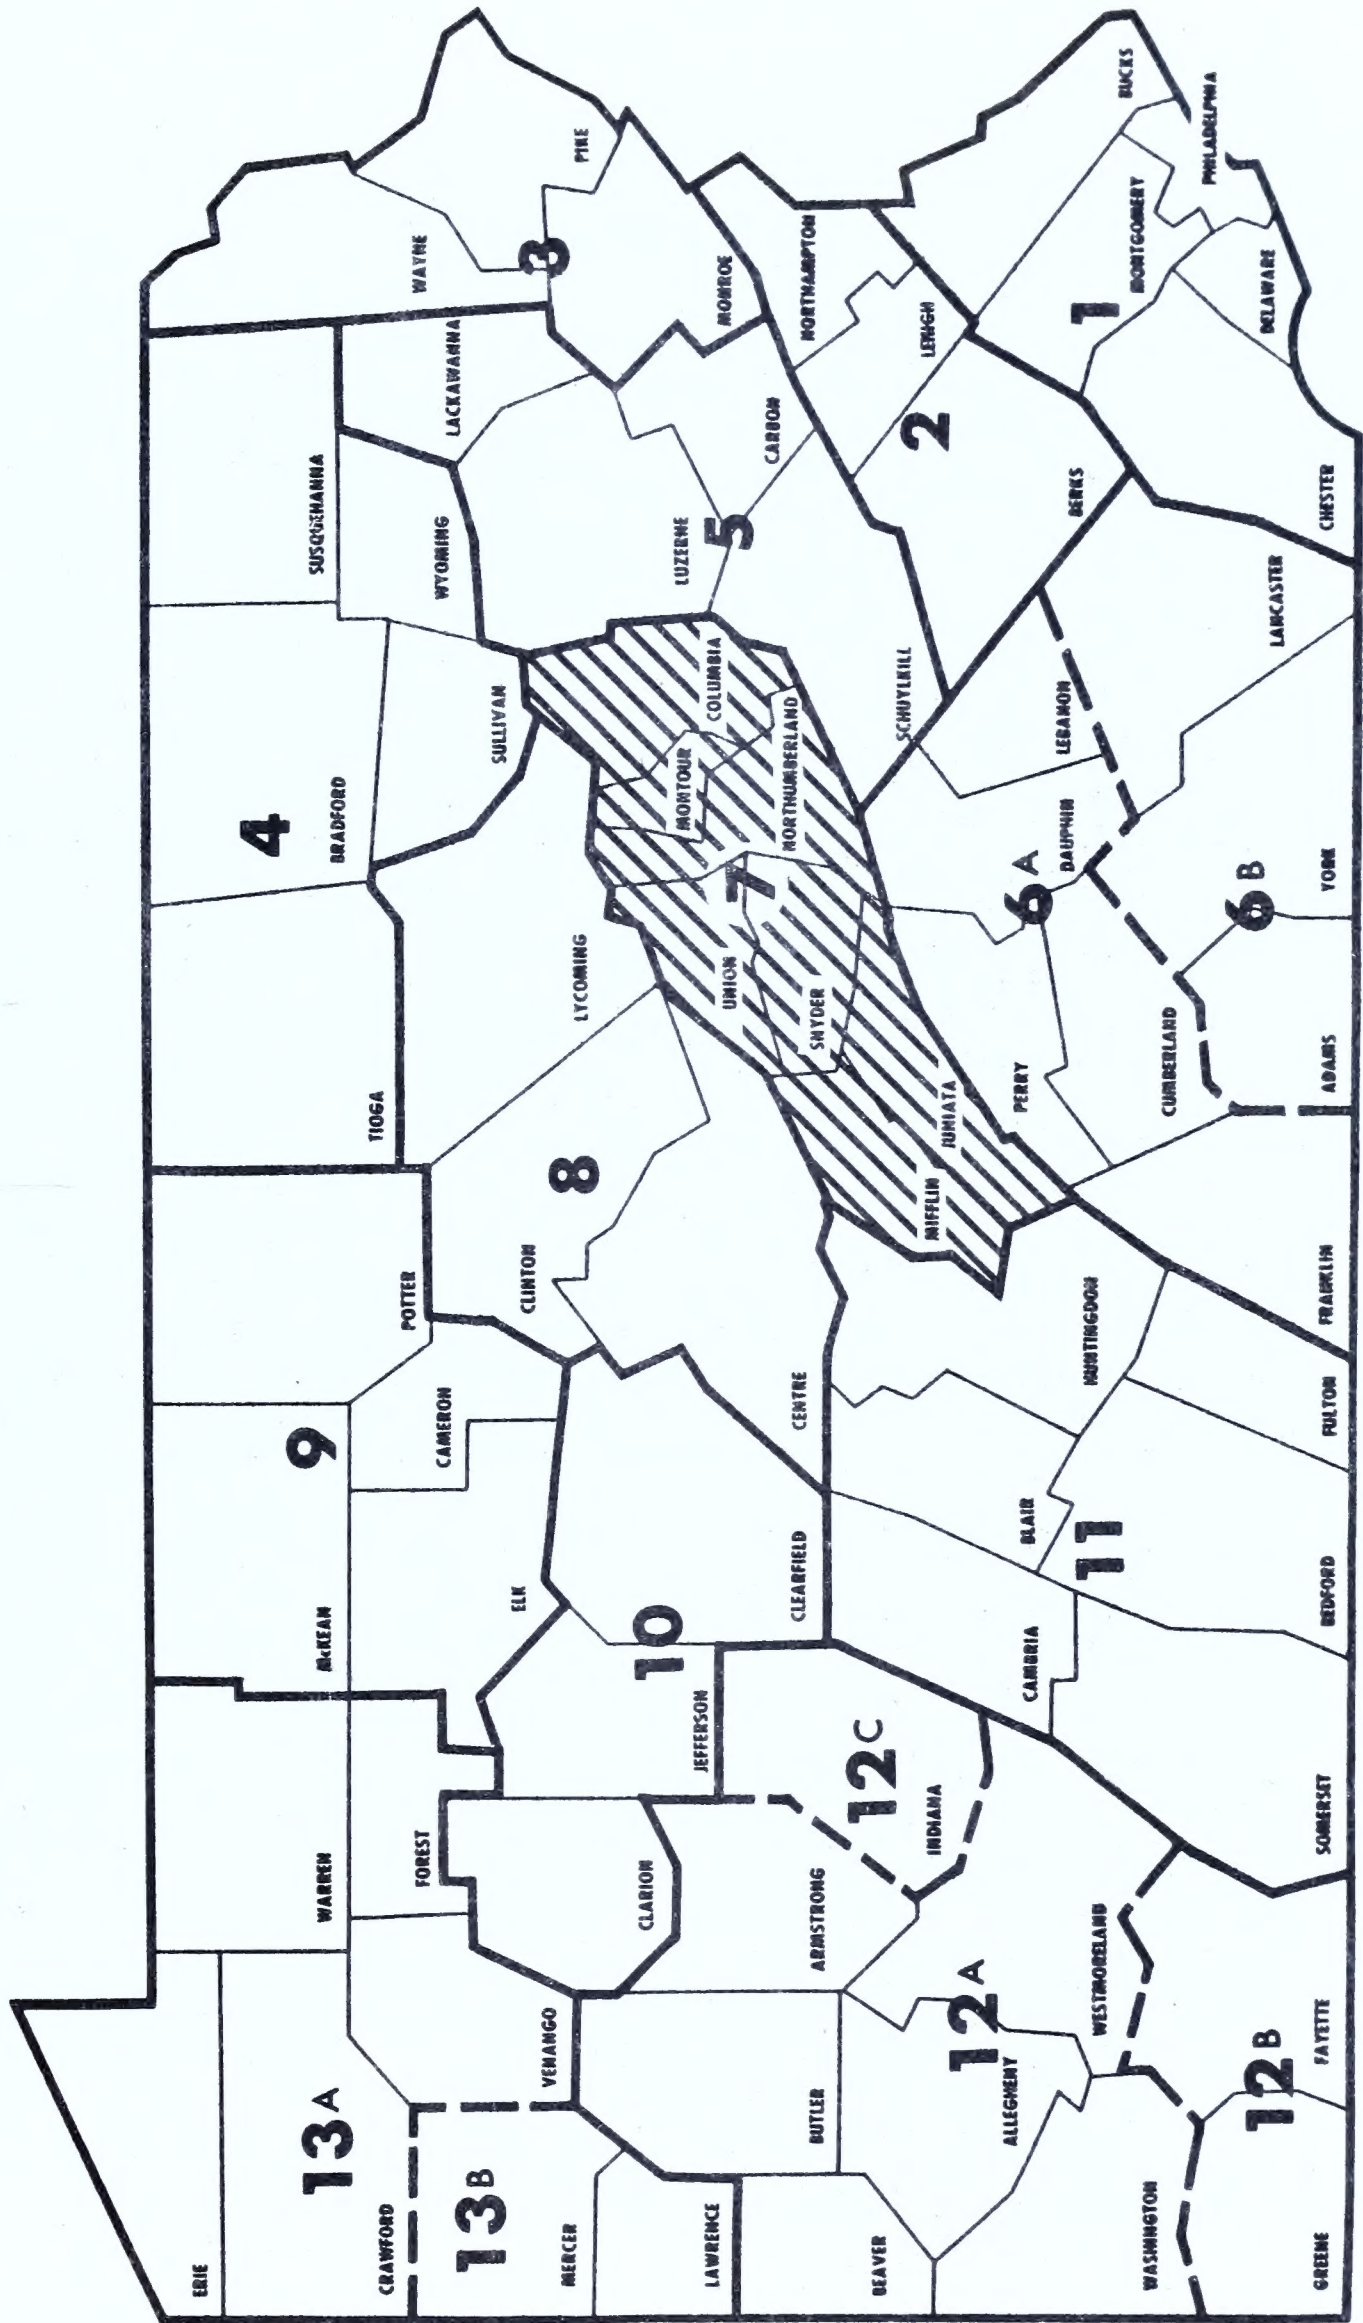 ERIE
4
SUSQUEHANNA
13A
WARREN
McKEAN
9
BRADFORD
CRAWFORD
TIOGA
POTTER
WAYNE
FOREST
CAMERON
WYOMING
LACKAWANNA
13B
SULLIVAN
ELK
CLINTON
3
VENANGO
MERCER
8
LYCOMING
PIKE
CLARION
10
LUZERNE
MONTOUR
JEFFERSON
LAWRENCE
COLUMBIA
UNION
5
MONROE
7
CARBON
NORTHUMBERLAND
CLEARFIELD
CENTRE
NORTHAMPTON
BUTLER
ARMSTRONG
SNYDER
12C
BEAVER
SCHUYLKILL
2
LEHIGH
INDIANA
MIFFLIN
JUNIATA
12A
ALLEGHENY
PERRY
6A
BLAIR
CAMBRIA
LEBANON
DAUPHIN
BERKS
HUNTINGDON
11
1
WESTMORELAND
BUCKS
MONTGOMERY
WASHINGTON
CUMBERLAND
PHILADELPHIA
6B
12B
DELAWARE
LANCASTER
GREENE
FAYETTE
SOMERSET
BEDFORD
FULTON
FRANKLIN
ADAMS
YORK
CHESTER